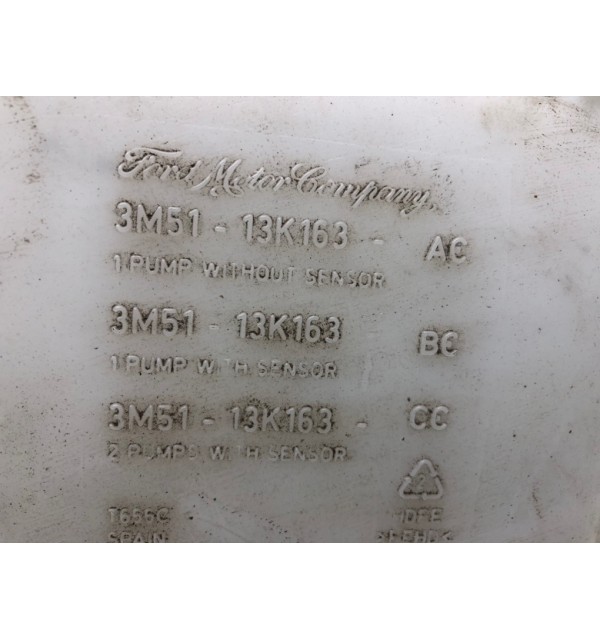 Ford Motor Company
3M51 - 13K163 - AC
1 PUMP WITHOUT SENSOR
3M51 - 13K163 BC
1 PUMP WITH SENSOR
3M51 - 13K163 - CC
2 PUMPS WITH SENSOR
SPAIN